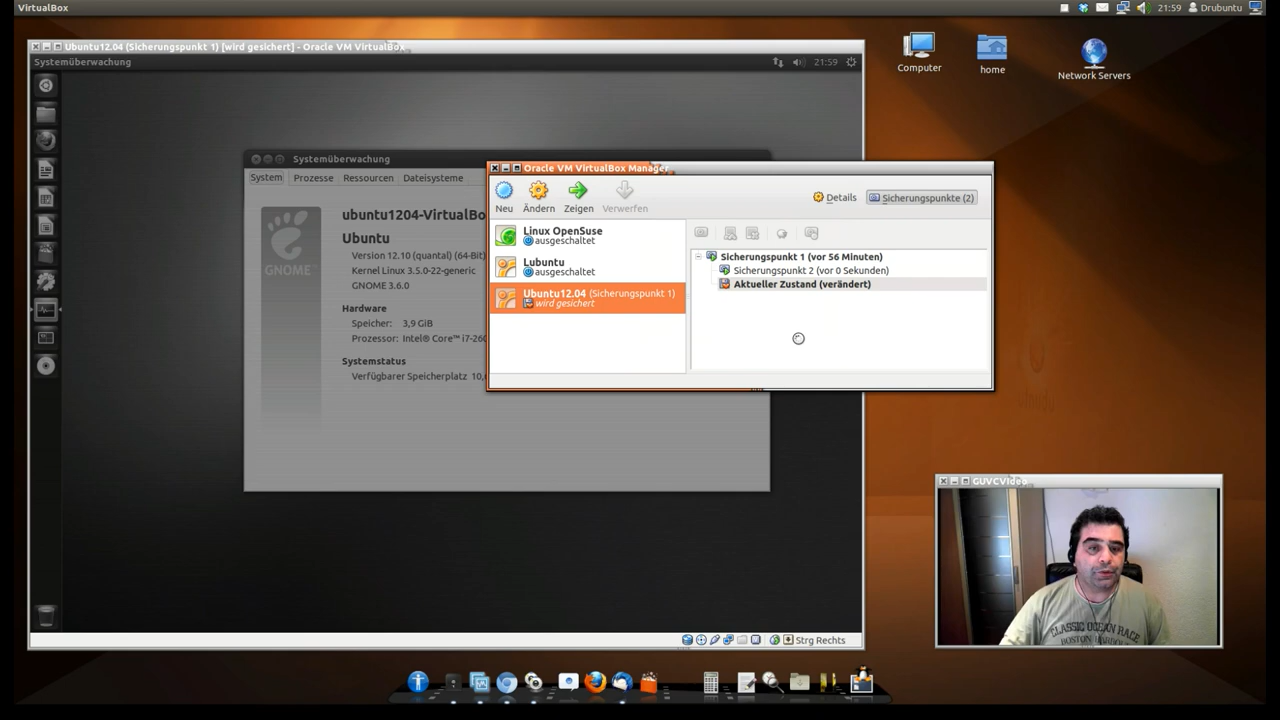 VirtualBox
21:59
Drubuntu
Ubuntu12.04 (Sicherungspunkt 1) [wird gesichert] - Oracle VM VirtualBox
Systemüberwachung
21:59
Computer
home
Network Servers
Systemüberwachung
System
Prozesse
Ressourcen
Dateisysteme
GNOME
ubuntu1204-VirtualBo
Ubuntu
Version 12.10 (quantal) (64-Bit)
Kernel Linux 3.5.0-22-generic
GNOME 3.6.0
Hardware
Speicher: 3,9 GiB
Prozessor: Intel® Core™ i7-260
Systemstatus
Verfügbarer Speicherplatz 10,
Oracle VM VirtualBox Manager
Neu
Ändern
Zeigen
Verwerfen
Details
Sicherungspunkte (2)
Linux OpenSuse
ausgeschaltet
Lubuntu
ausgeschaltet
Ubuntu12.04 (Sicherungspunkt 1)
wird gesichert
Sicherungspunkt 1 (vor 56 Minuten)
Sicherungspunkt 2 (vor 0 Sekunden)
Aktueller Zustand (verändert)
GUVCVideo
CLASSIC OCEAN RACE
BOSTON HARBOR
Strg Rechts